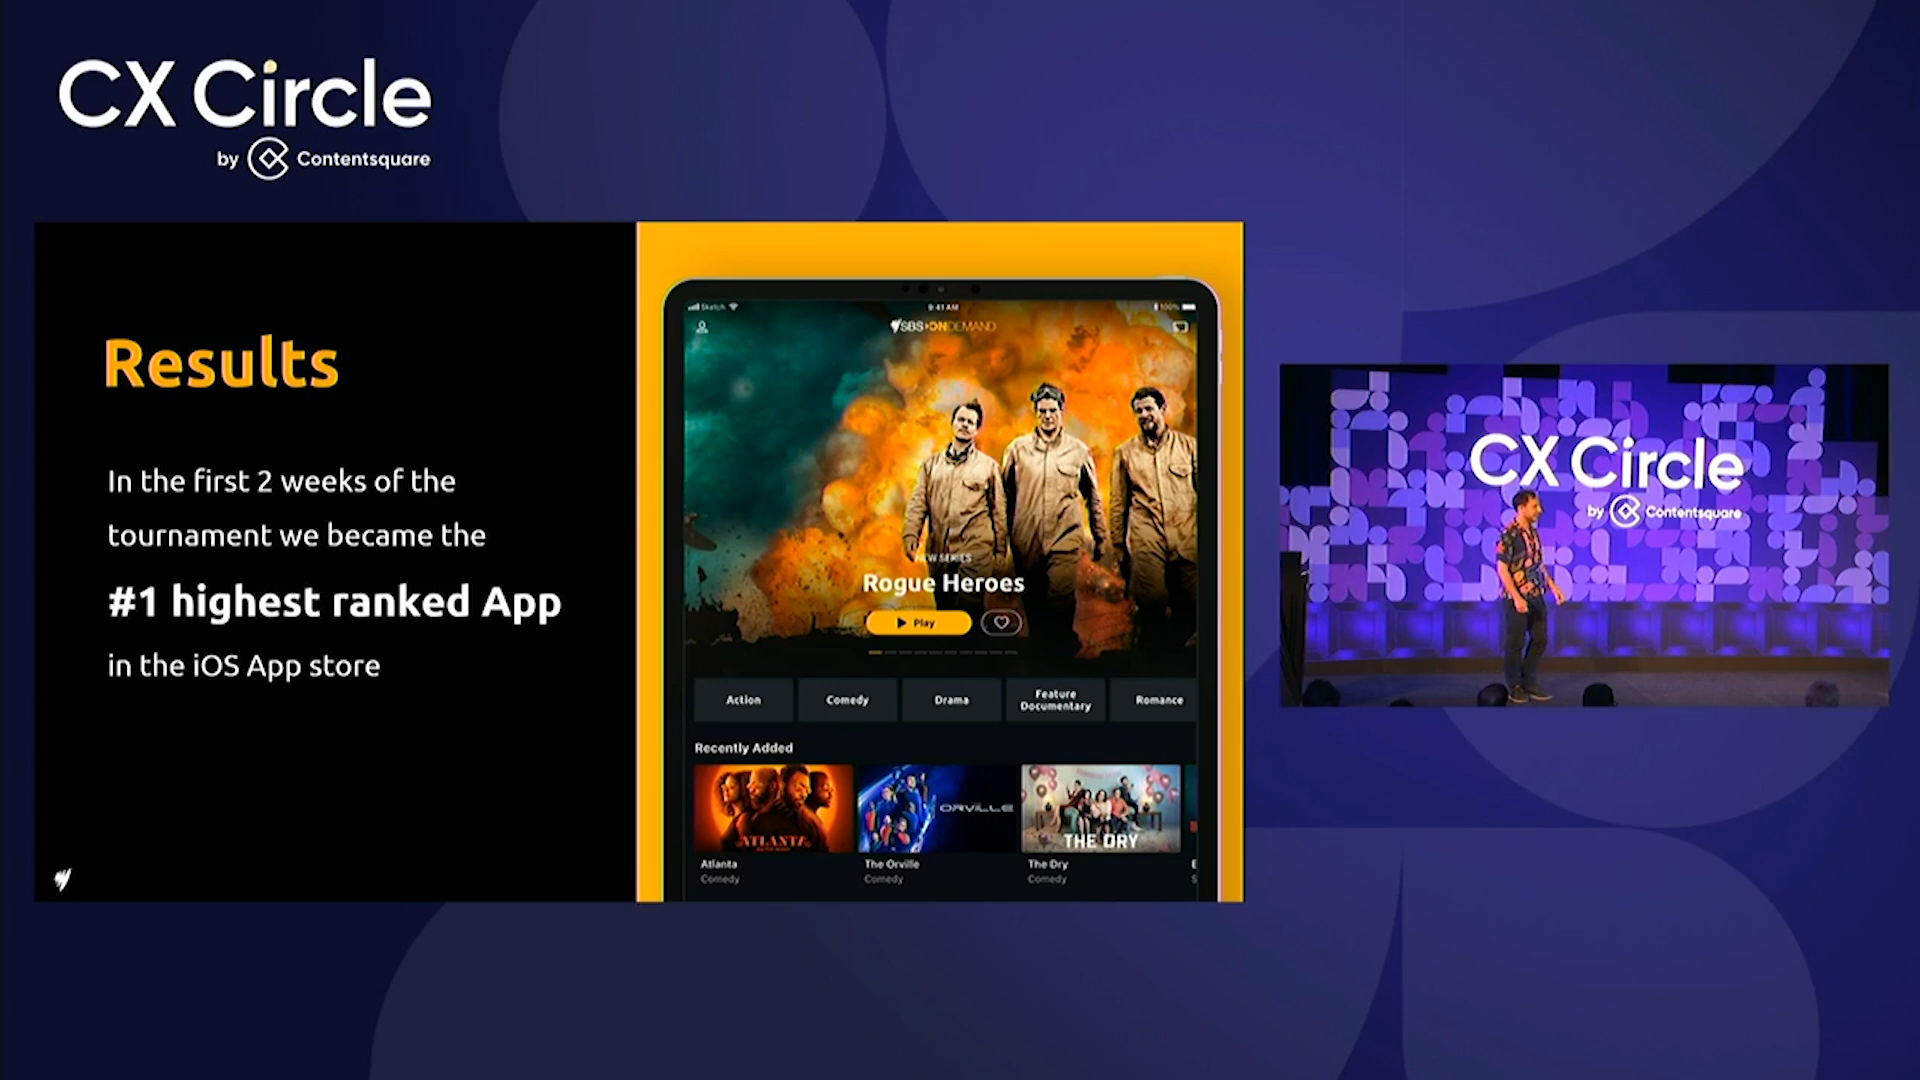 CX Circle
by Contentsquare
Results
In the first 2 weeks of the
tournament we became the
#1 highest ranked App
in the iOS App store
Sketch
9:41 AM
100%
SBS ON DEMAND
NEW SERIES
Rogue Heroes
Play
Action
Comedy
Drama
Feature
Documentary
Romance
Recently Added
ATLANTA
ORVILLE
THE DRY
Atlanta
Comedy
The Orville
Comedy
The Dry
Comedy
E
S
CX Circle
by Contentsquare